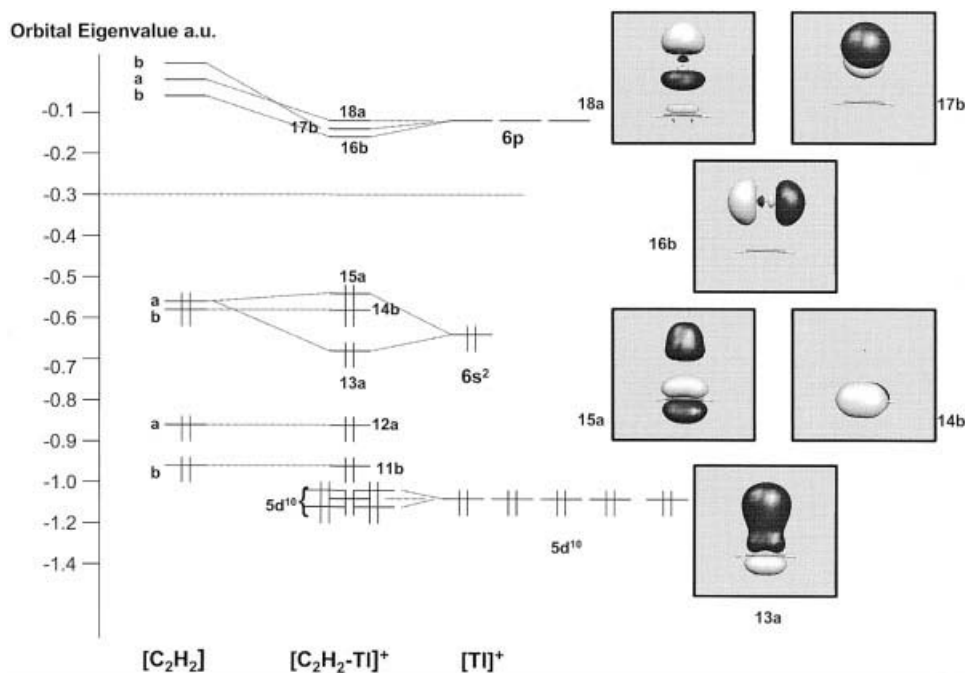 Orbital Eigenvalue a.u.
b
a
b
-0.1
-0.2
-0.3
-0.4
-0.5
-0.6
-0.7
-0.8
-0.9
-1.0
-1.2
-1.4
18a
17b
16b
6p
a
b
15a
14b
13a
6s²
a
12a
b
11b
5d¹⁰
5d¹⁰
18a
17b
16b
15a
14b
13a
[C₂H₂]
[C₂H₂-Tl]⁺
[Tl]⁺